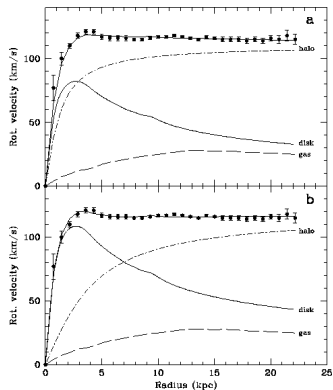 a
Rot. velocity (km/s)
100
50
0
halo
disk
gas
b
Rot. velocity (km/s)
100
50
0
halo
disk
gas
0 5 10 15 20 25
Radius (kpc)